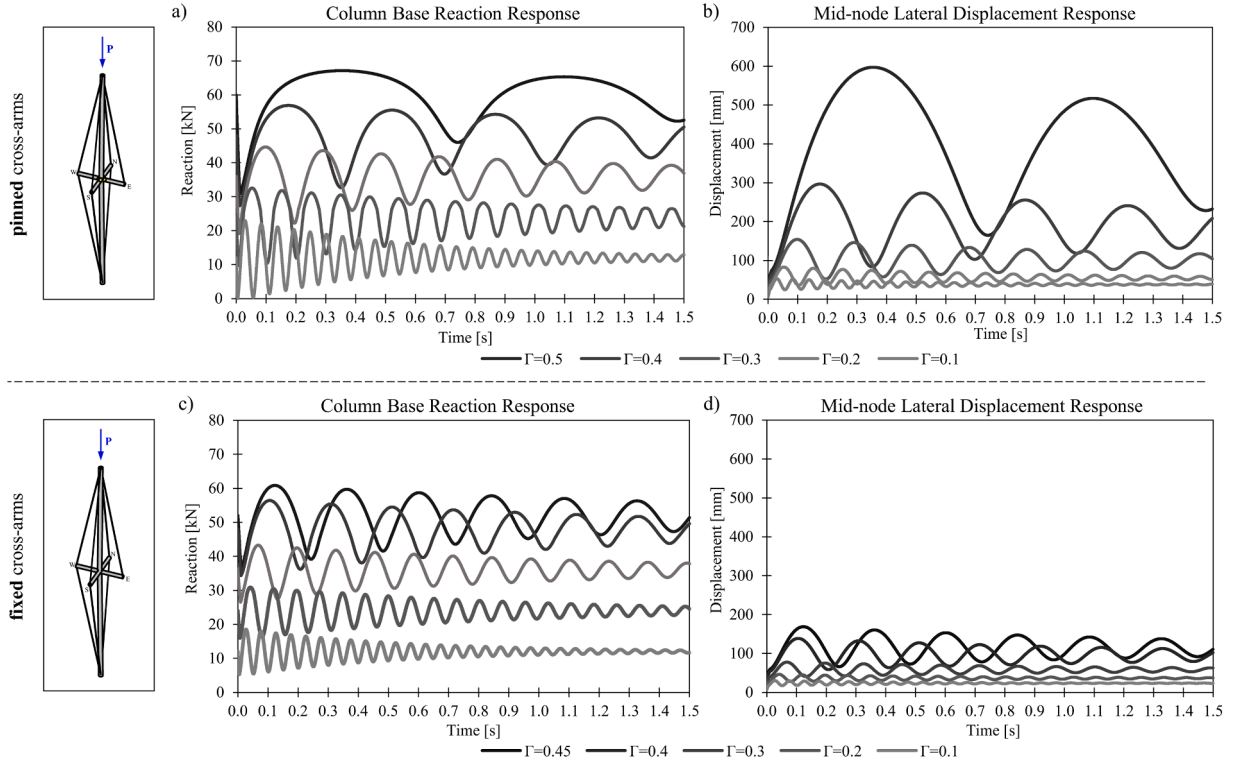 a)
Column Base Reaction Response
b)
Mid-node Lateral Displacement Response
pinned cross-arms
P
N
W
E
S
Reaction [kN]
80
70
60
50
40
30
20
10
0
0.0 0.1 0.2 0.3 0.4 0.5 0.6 0.7 0.8 0.9 1.0 1.1 1.2 1.3 1.4 1.5
Time [s]
Displacement [mm]
700
600
500
400
300
200
100
0
0.0 0.1 0.2 0.3 0.4 0.5 0.6 0.7 0.8 0.9 1.0 1.1 1.2 1.3 1.4 1.5
Time [s]
Γ=0.5 Γ=0.4 Γ=0.3 Γ=0.2 Γ=0.1
c)
Column Base Reaction Response
d)
Mid-node Lateral Displacement Response
fixed cross-arms
P
N
W
E
S
Reaction [kN]
80
70
60
50
40
30
20
10
0
0.0 0.1 0.2 0.3 0.4 0.5 0.6 0.7 0.8 0.9 1.0 1.1 1.2 1.3 1.4 1.5
Time [s]
Displacement [mm]
700
600
500
400
300
200
100
0
0.0 0.1 0.2 0.3 0.4 0.5 0.6 0.7 0.8 0.9 1.0 1.1 1.2 1.3 1.4 1.5
Time [s]
Γ=0.45 Γ=0.4 Γ=0.3 Γ=0.2 Γ=0.1